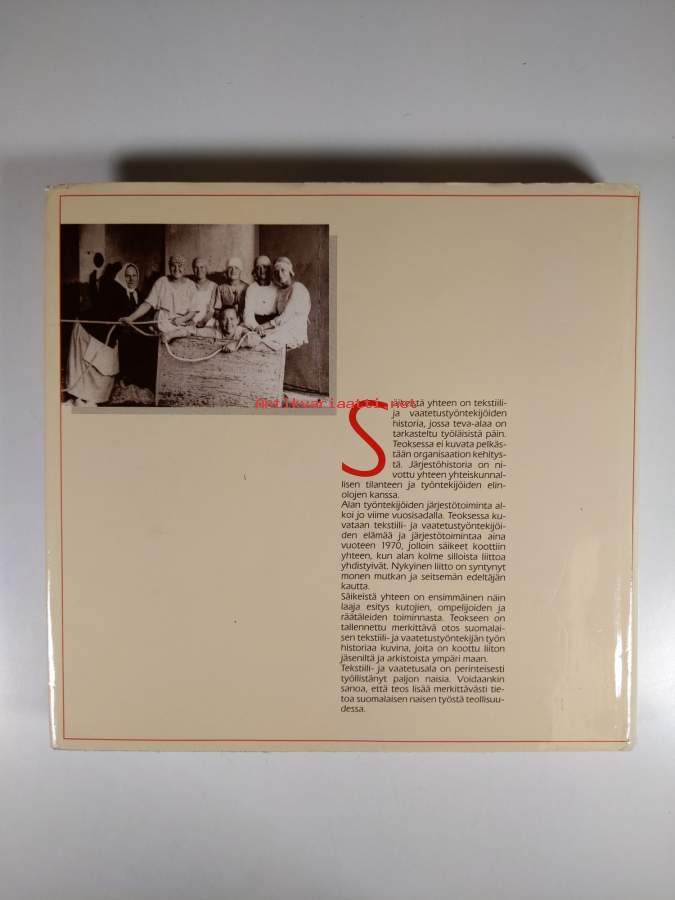 Antikvariaatti.net
Säikeistä yhteen on tekstiili-
ja vaatetustyöntekijöiden
historia, jossa teva-alaa on
tarkasteltu työläisistä päin.
Teoksessa ei kuvata pelkäs-
tään organisaation kehitys-
tä. Järjestöhistoria on ni-
vottu yhteen yhteiskunnal-
lisen tilanteen ja työntekijöiden elin-
olojen kanssa.
Alan työntekijöiden järjestötoiminta al-
koi jo viime vuosisadalla. Teoksessa ku-
vataan tekstiili- ja vaatetustyöntekijöi-
den elämää ja järjestötoimintaa aina
vuoteen 1970, jolloin säikeet koottiin
yhteen, kun alan kolme silloista liittoa
yhdistyivät. Nykyinen liitto on syntynyt
monen mutkan ja seitsemän edeltäjän
kautta.
Säikeistä yhteen on ensimmäinen näin
laaja esitys kutojien, ompelijoiden ja
räätäleiden toiminnasta. Teokseen on
tallennettu merkittävä otos suomalai-
sen tekstiili- ja vaatetustyöntekijän työn
historiaa kuvina, joita on koottu liiton
jäseniltä ja arkistoista ympäri maan.
Tekstiili- ja vaatetusala on perinteisesti
työllistänyt paljon naisia. Voidaankin
sanoa, että teos lisää merkittävästi tie-
toa suomalaisen naisen työstä teollisuu-
dessa.